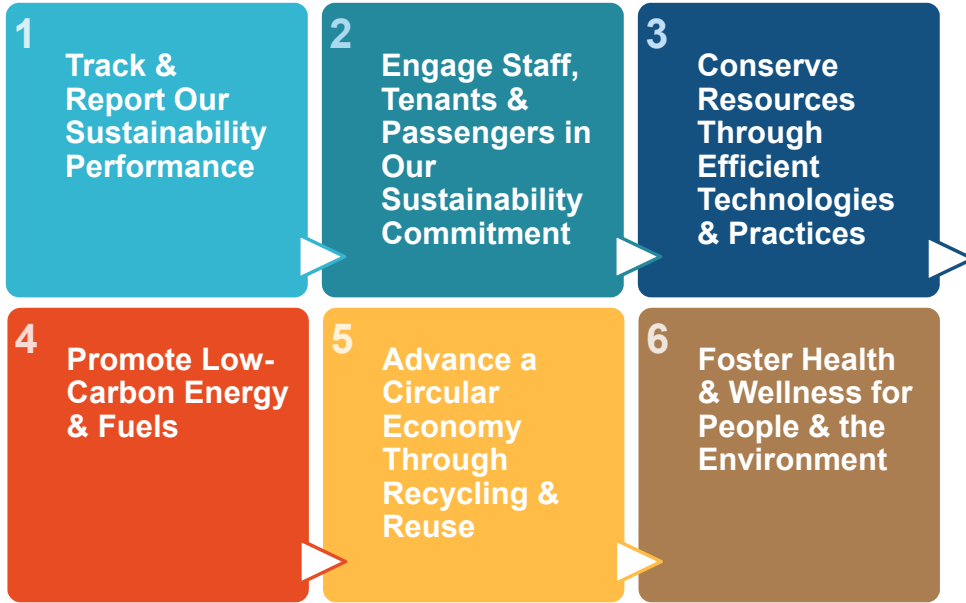 1
Track &
Report Our
Sustainability
Performance
2
Engage Staff,
Tenants &
Passengers in
Our
Sustainability
Commitment
3
Conserve
Resources
Through
Efficient
Technologies
& Practices
4
Promote Low-
Carbon Energy
& Fuels
5
Advance a
Circular
Economy
Through
Recycling &
Reuse
6
Foster Health
& Wellness for
People & the
Environment